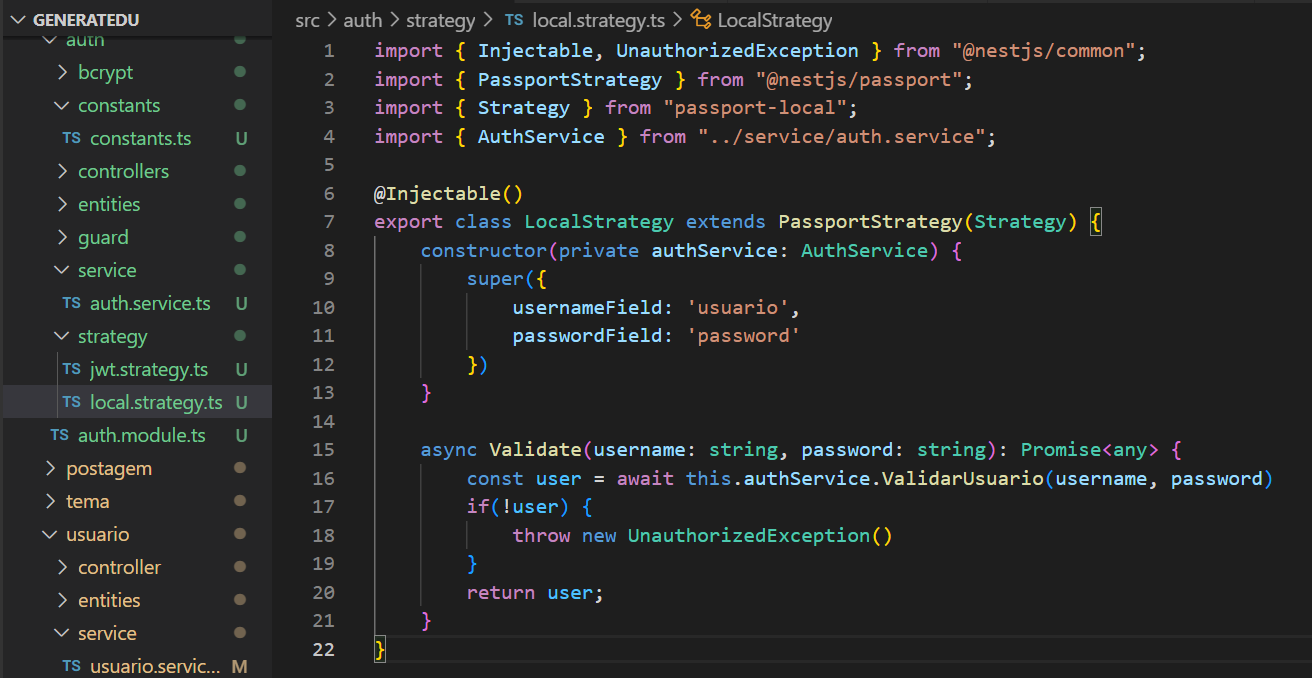 GENERATEDU
auth
bcrypt
constants
TS constants.ts U
controllers
entities
guard
service
TS auth.service.ts U
strategy
TS jwt.strategy.ts U
TS local.strategy.ts U
TS auth.module.ts U
postagem
tema
usuario
controller
entities
service
TS usuario.servic... M
src > auth > strategy > TS local.strategy.ts > LocalStrategy
1 import { Injectable, UnauthorizedException } from "@nestjs/common";
2 import { PassportStrategy } from "@nestjs/passport";
3 import { Strategy } from "passport-local";
4 import { AuthService } from "../service/auth.service";
5
6 @Injectable()
7 export class LocalStrategy extends PassportStrategy(Strategy) {
8     constructor(private authService: AuthService) {
9         super({
10             usernameField: 'usuario',
11             passwordField: 'password'
12         })
13     }
14
15     async Validate(username: string, password: string): Promise<any> {
16         const user = await this.authService.ValidarUsuario(username, password)
17         if(!user) {
18             throw new UnauthorizedException()
19         }
20         return user;
21     }
22 }